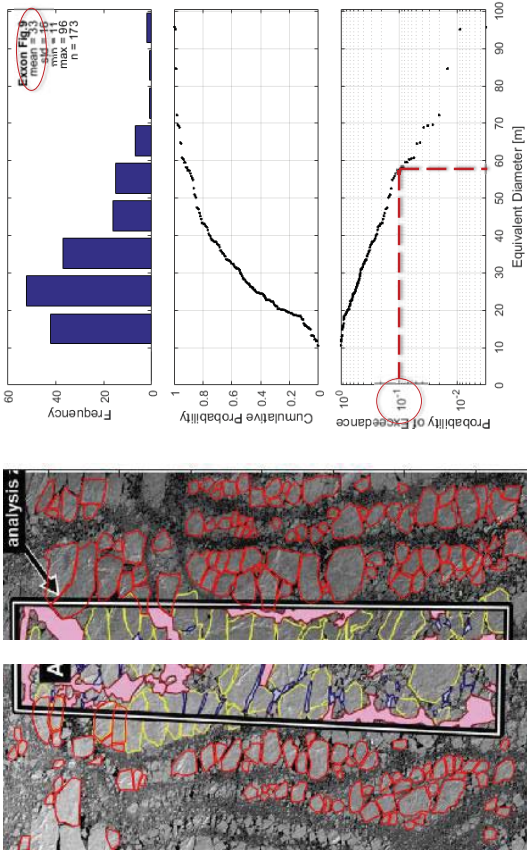 Exxon Fig.9
mean = 33
std = 16
min = 11
max = 96
n = 173
60
40
20
0
Frequency
1
0.8
0.6
0.4
0.2
0
Cumulative Probability
10^0
10^-1
10^-2
Probability of Exceedance
0
10
20
30
40
50
60
70
80
90
100
Equivalent Diameter [m]
analysis
A